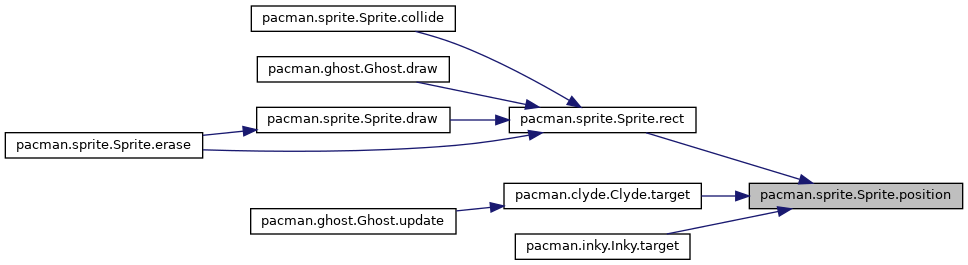 pacman.sprite.Sprite.collide
pacman.ghost.Ghost.draw
pacman.sprite.Sprite.draw
pacman.sprite.Sprite.rect
pacman.sprite.Sprite.erase
pacman.clyde.Clyde.target
pacman.sprite.Sprite.position
pacman.ghost.Ghost.update
pacman.inky.Inky.target